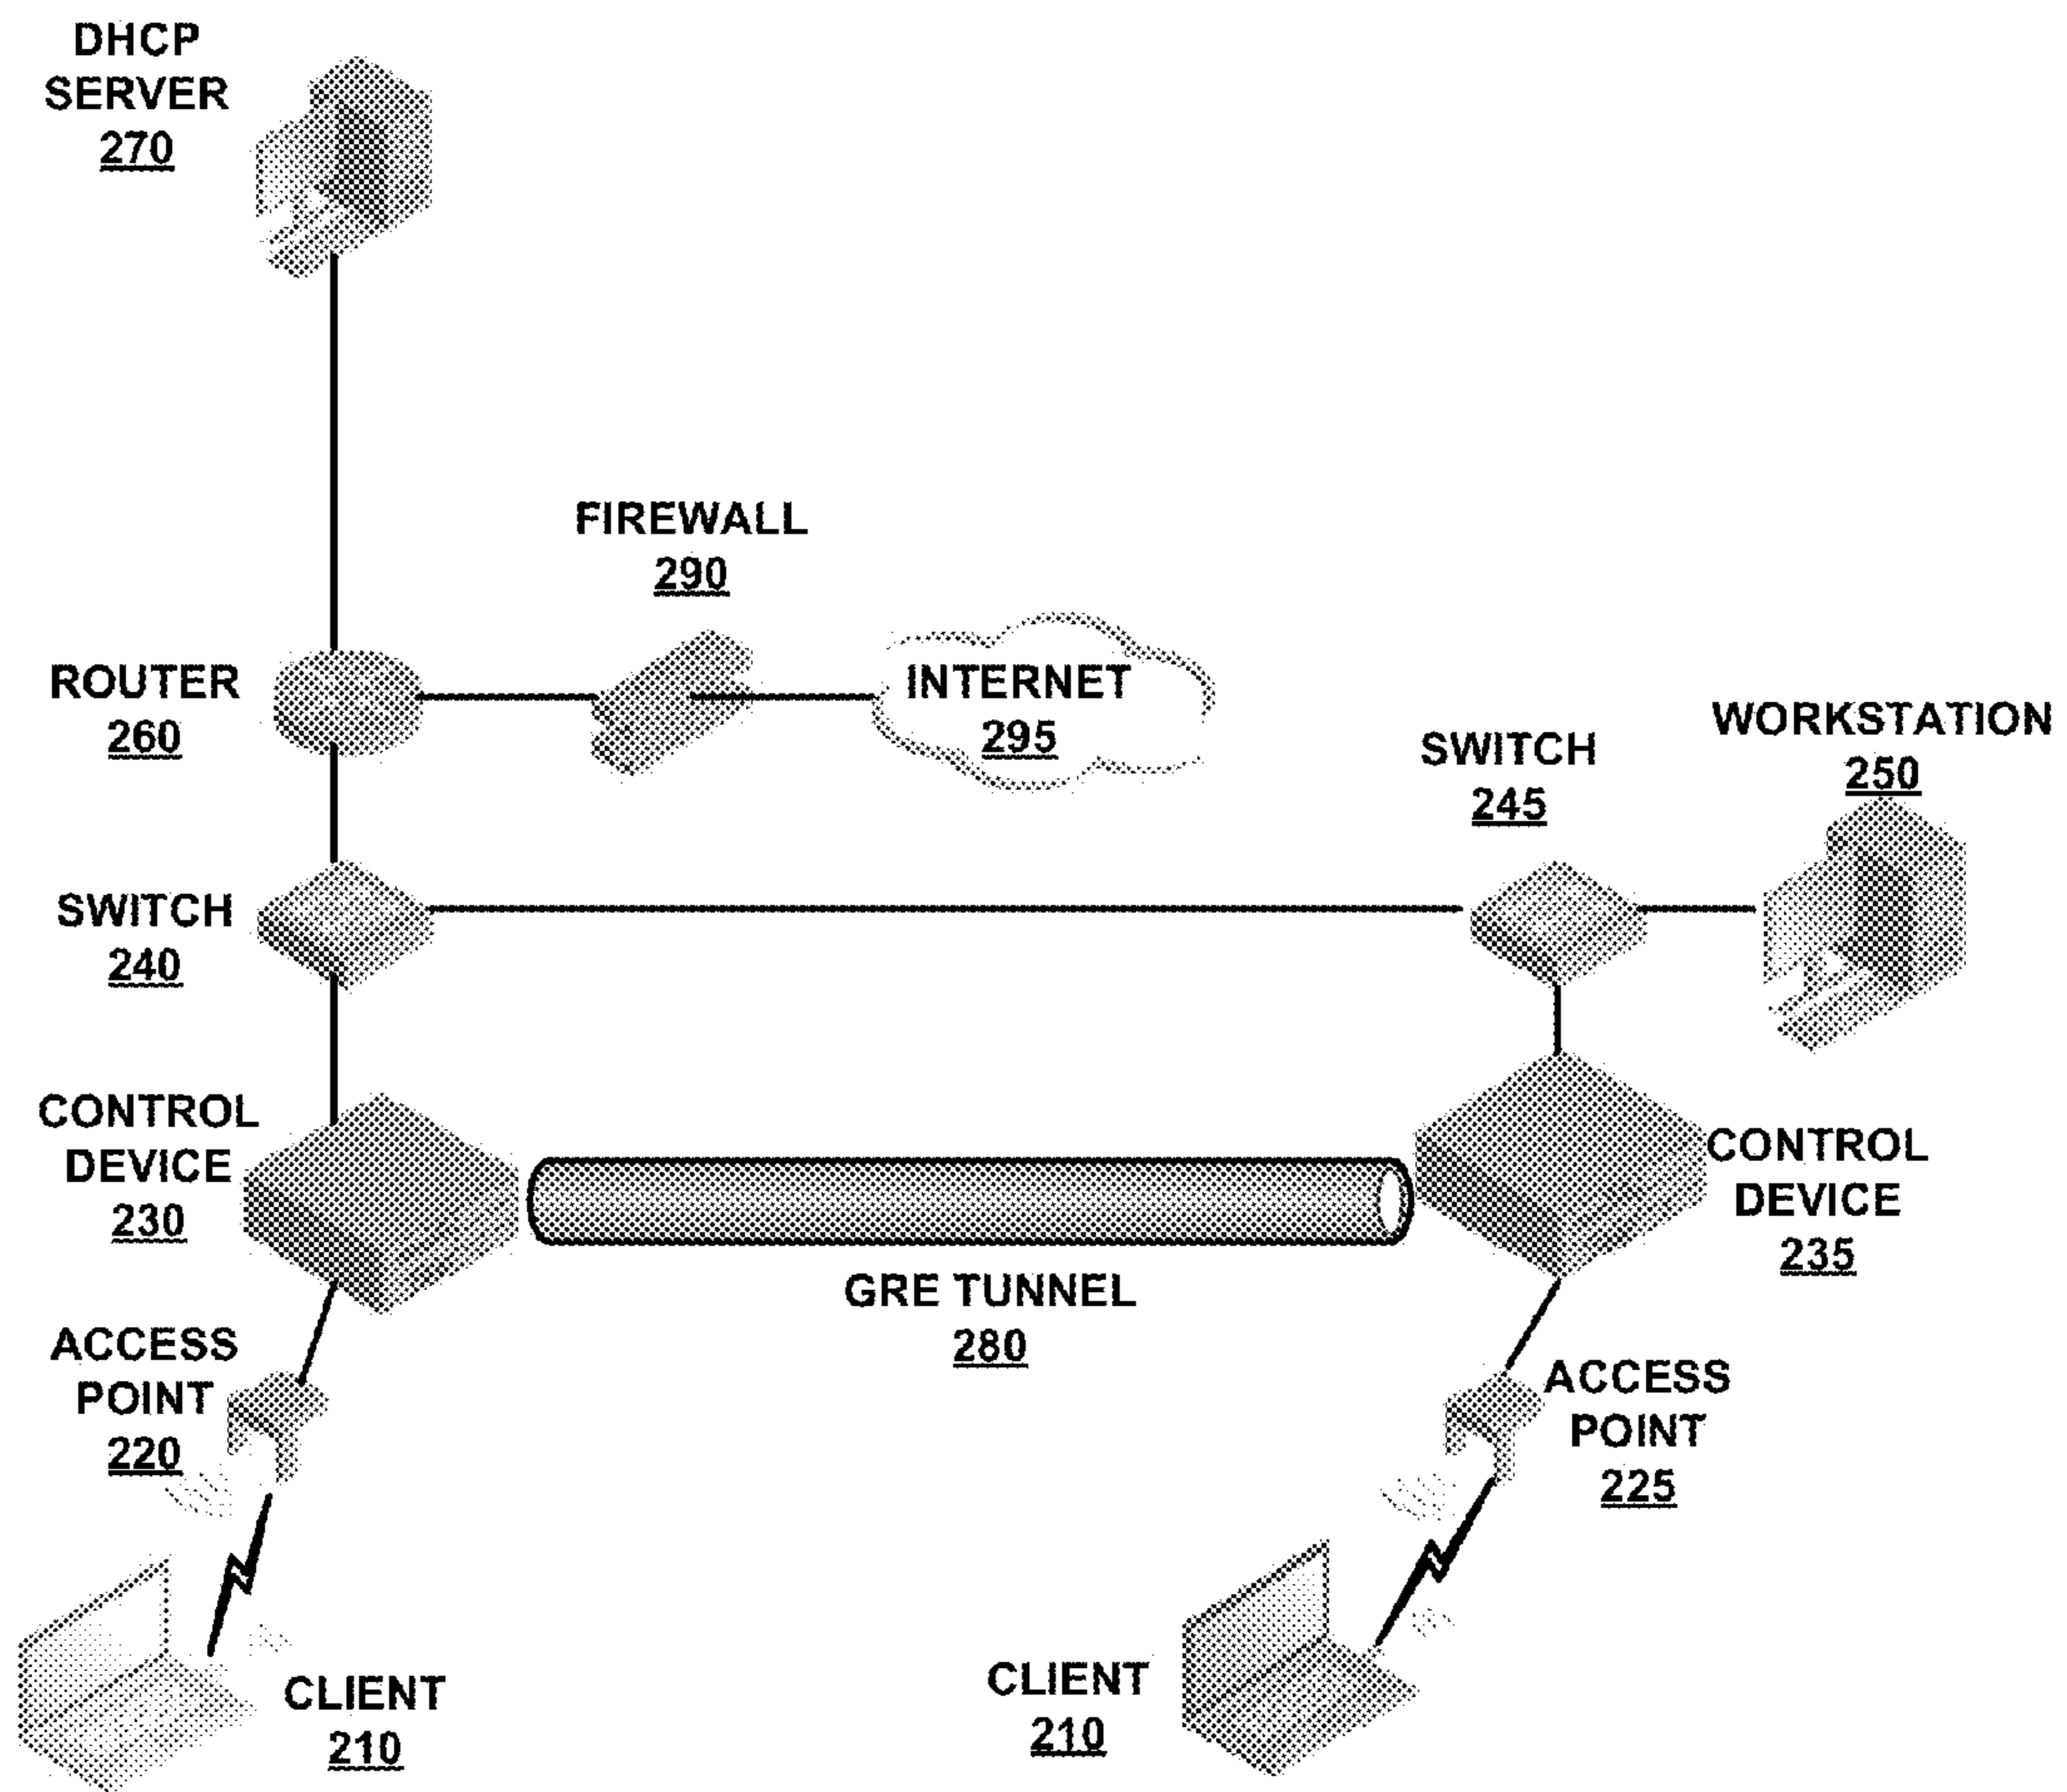 DHCP
SERVER
270
FIREWALL
290
ROUTER
260
INTERNET
295
SWITCH
245
WORKSTATION
250
SWITCH
240
CONTROL
DEVICE
230
CONTROL
DEVICE
235
GRE TUNNEL
280
ACCESS
POINT
220
ACCESS
POINT
225
CLIENT
210
CLIENT
210